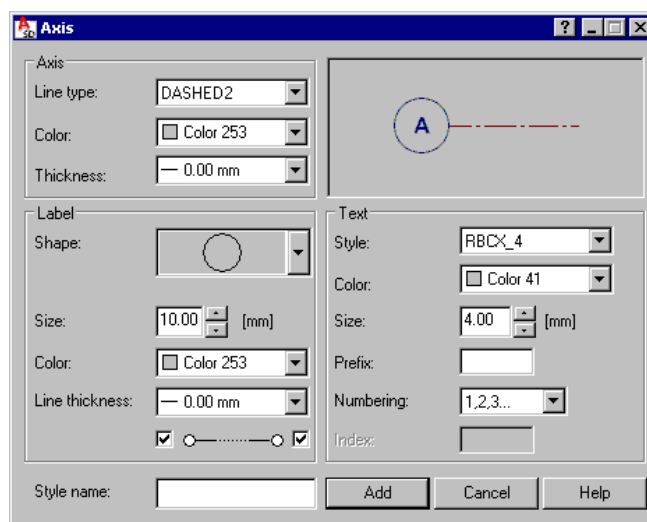 Axis
Axis
Line type: DASHED2
Color: Color 253
Thickness: 0.00 mm
A
Label
Shape:
Size: 10.00 [mm]
Color: Color 253
Line thickness: 0.00 mm
Text
Style: RBCX_4
Color: Color 41
Size: 4.00 [mm]
Prefix:
Numbering: 1,2,3...
Index:
Style name:
Add Cancel Help